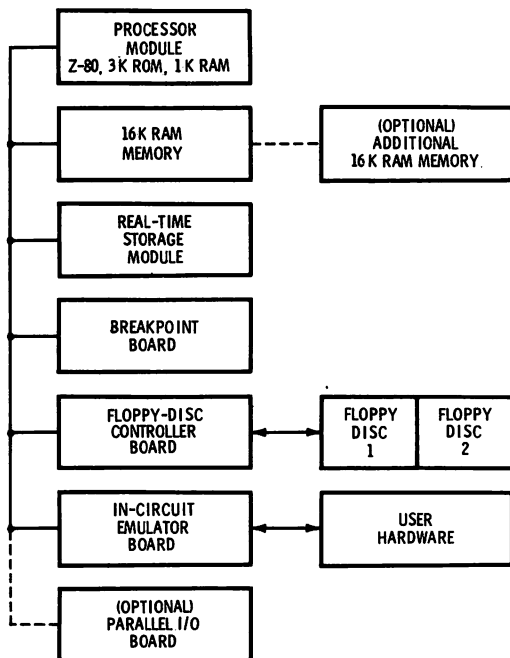 PROCESSOR
MODULE
Z-80, 3K ROM, 1K RAM
16K RAM
MEMORY
(OPTIONAL)
ADDITIONAL
16K RAM MEMORY
REAL-TIME
STORAGE
MODULE
BREAKPOINT
BOARD
FLOPPY-DISC
CONTROLLER
BOARD
FLOPPY
DISC
1
FLOPPY
DISC
2
IN-CIRCUIT
EMULATOR
BOARD
USER
HARDWARE
(OPTIONAL)
PARALLEL I/O
BOARD